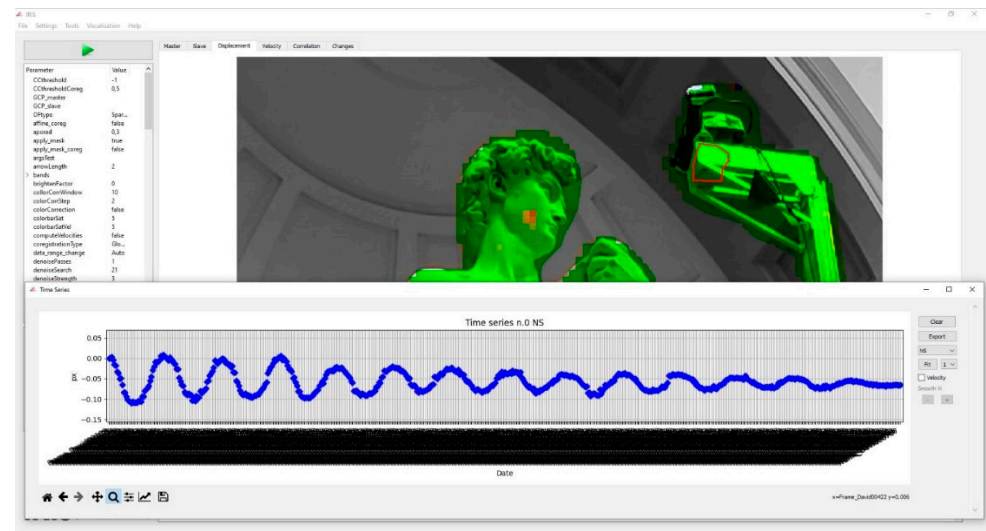 IRIS
File Settings Tools Visualization Help
Master Slave Displacement Velocity Correlation Changes
Parameter Value
CCthreshold -1
CCthresholdCoreg 0,5
GCP_master
GCP_slave
OFtype Spar...
affine_coreg false
apply_mask true
apply_mask_coreg false
argsText
arrowLength 2
bands
brightenFactor 0
collorCorrWindow 10
colorCorrStep 2
colorCorrection false
colorbarSat 5
colorbarSatVel 5
computeVelocities false
coregistrationType Glo...
data_range_change Auto
denoisePasses 1
denoiseSearch 21
denoiseStrength 3
Time Series
Time series n.0 NS
Clear
Export
NS
Fit 1
Velocity
Smooth V:
- +
0.05
0.00
−0.05
−0.10
−0.15
px
Date
x=Frame_David00422 y=0.006